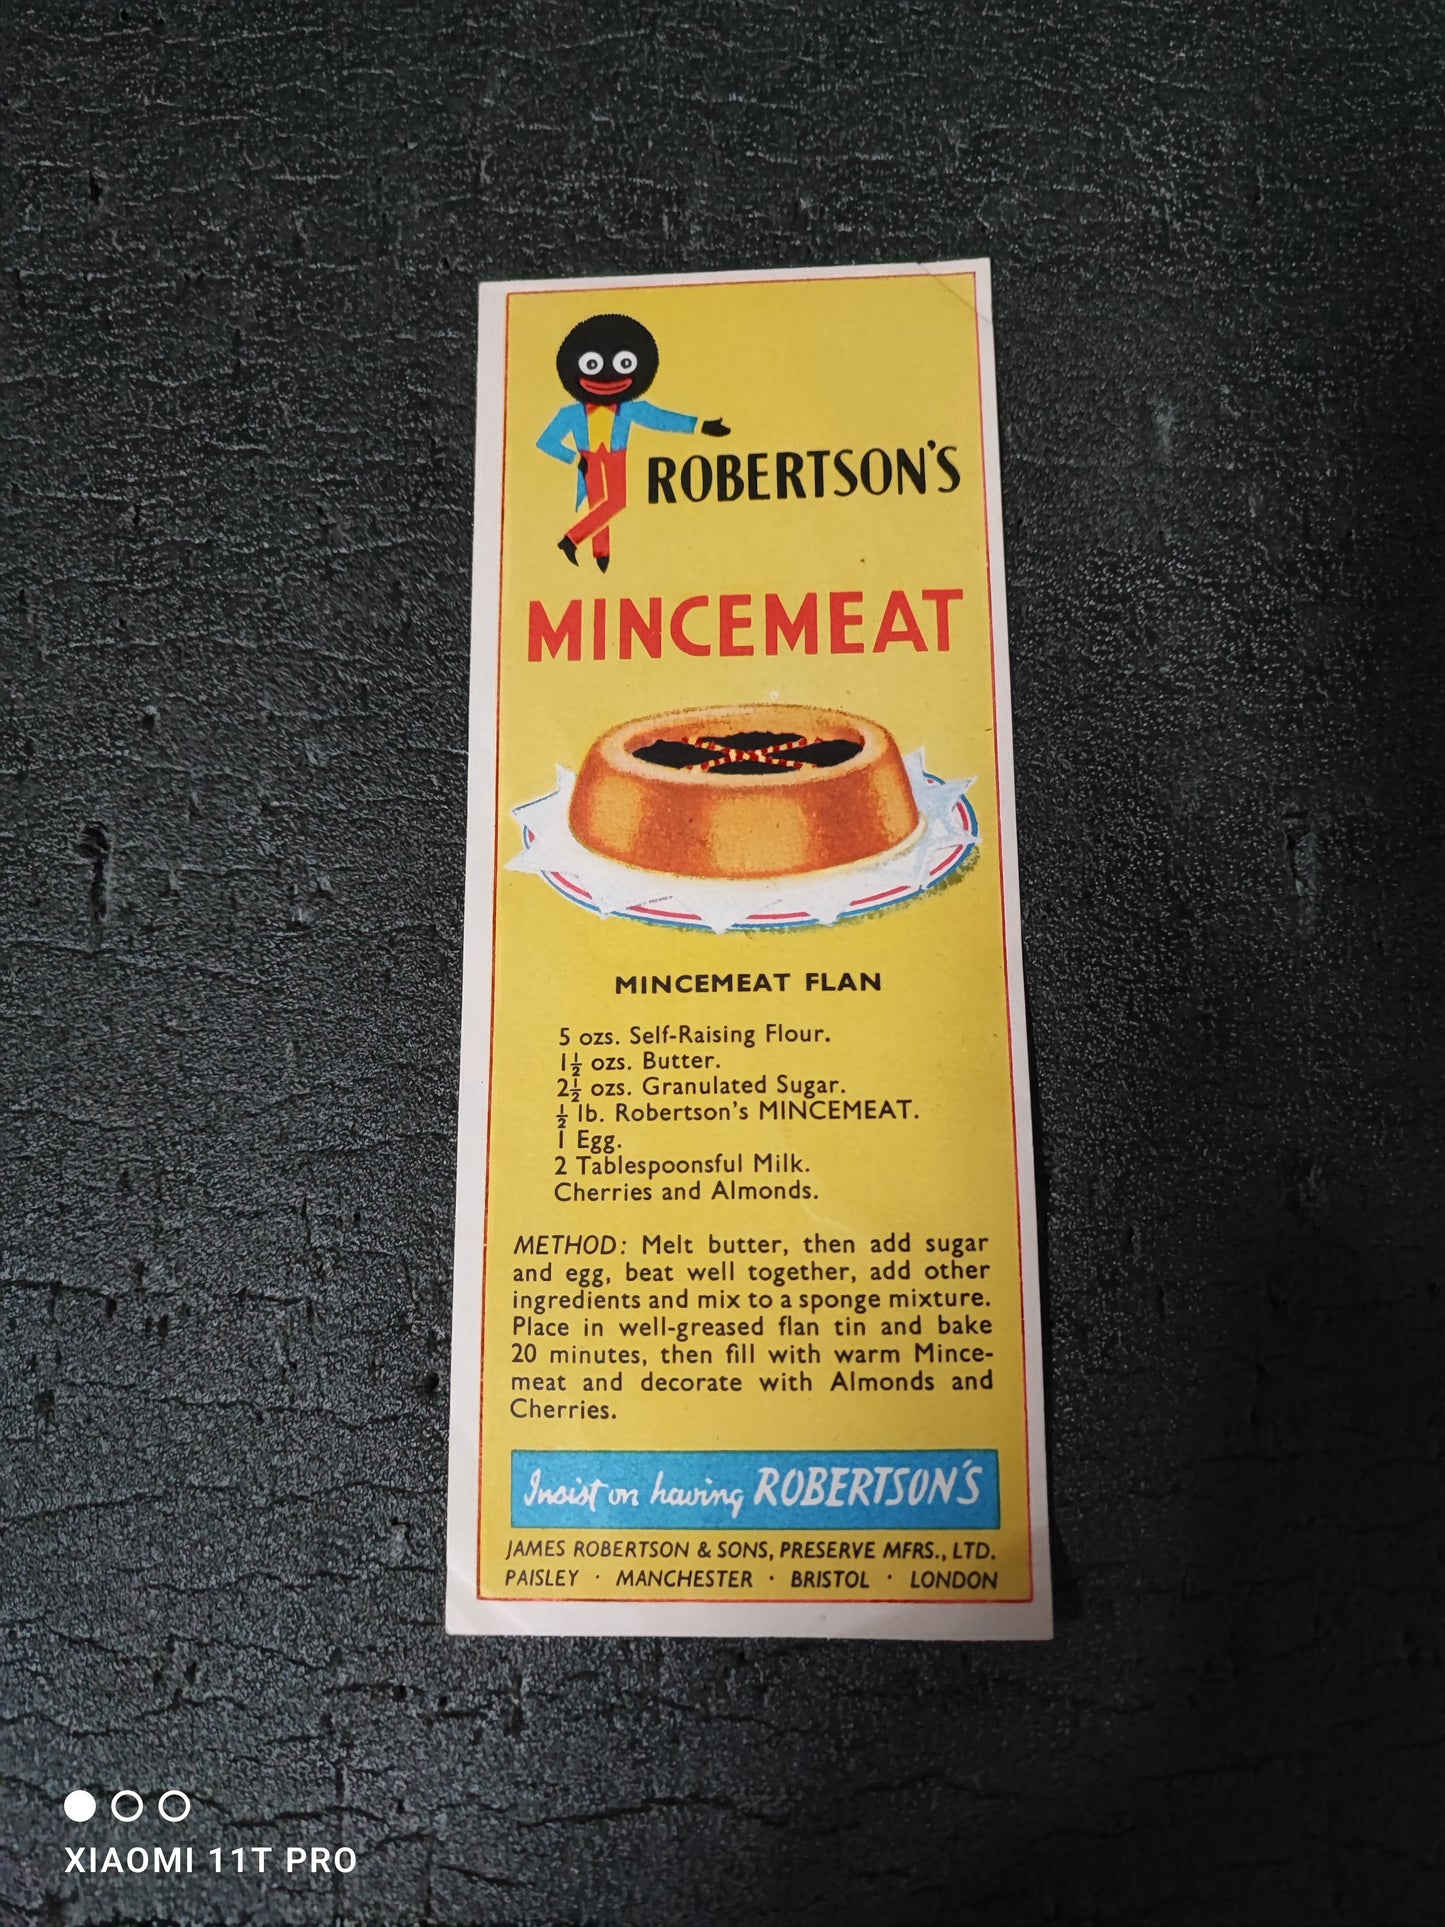 ROBERTSON'S
MINCEMEAT
MINCEMEAT FLAN
5 ozs. Self-Raising Flour.
1½ ozs. Butter.
2½ ozs. Granulated Sugar.
½ lb. Robertson's MINCEMEAT.
1 Egg.
2 Tablespoonsful Milk.
Cherries and Almonds.
METHOD: Melt butter, then add sugar
and egg, beat well together, add other
ingredients and mix to a sponge mixture.
Place in well-greased flan tin and bake
20 minutes, then fill with warm Mince-
meat and decorate with Almonds and
Cherries.
Insist on having ROBERTSON'S
JAMES ROBERTSON & SONS, PRESERVE MFRS., LTD.
PAISLEY · MANCHESTER · BRISTOL · LONDON
XIAOMI 11T PRO